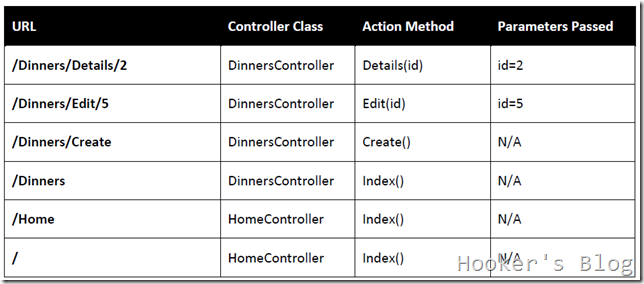 URL Controller Class Action Method Parameters Passed
/Dinners/Details/2 DinnersController Details(id) id=2
/Dinners/Edit/5 DinnersController Edit(id) id=5
/Dinners/Create DinnersController Create() N/A
/Dinners DinnersController Index() N/A
/Home HomeController Index() N/A
/ HomeController Index() N/A
Hooker's Blog